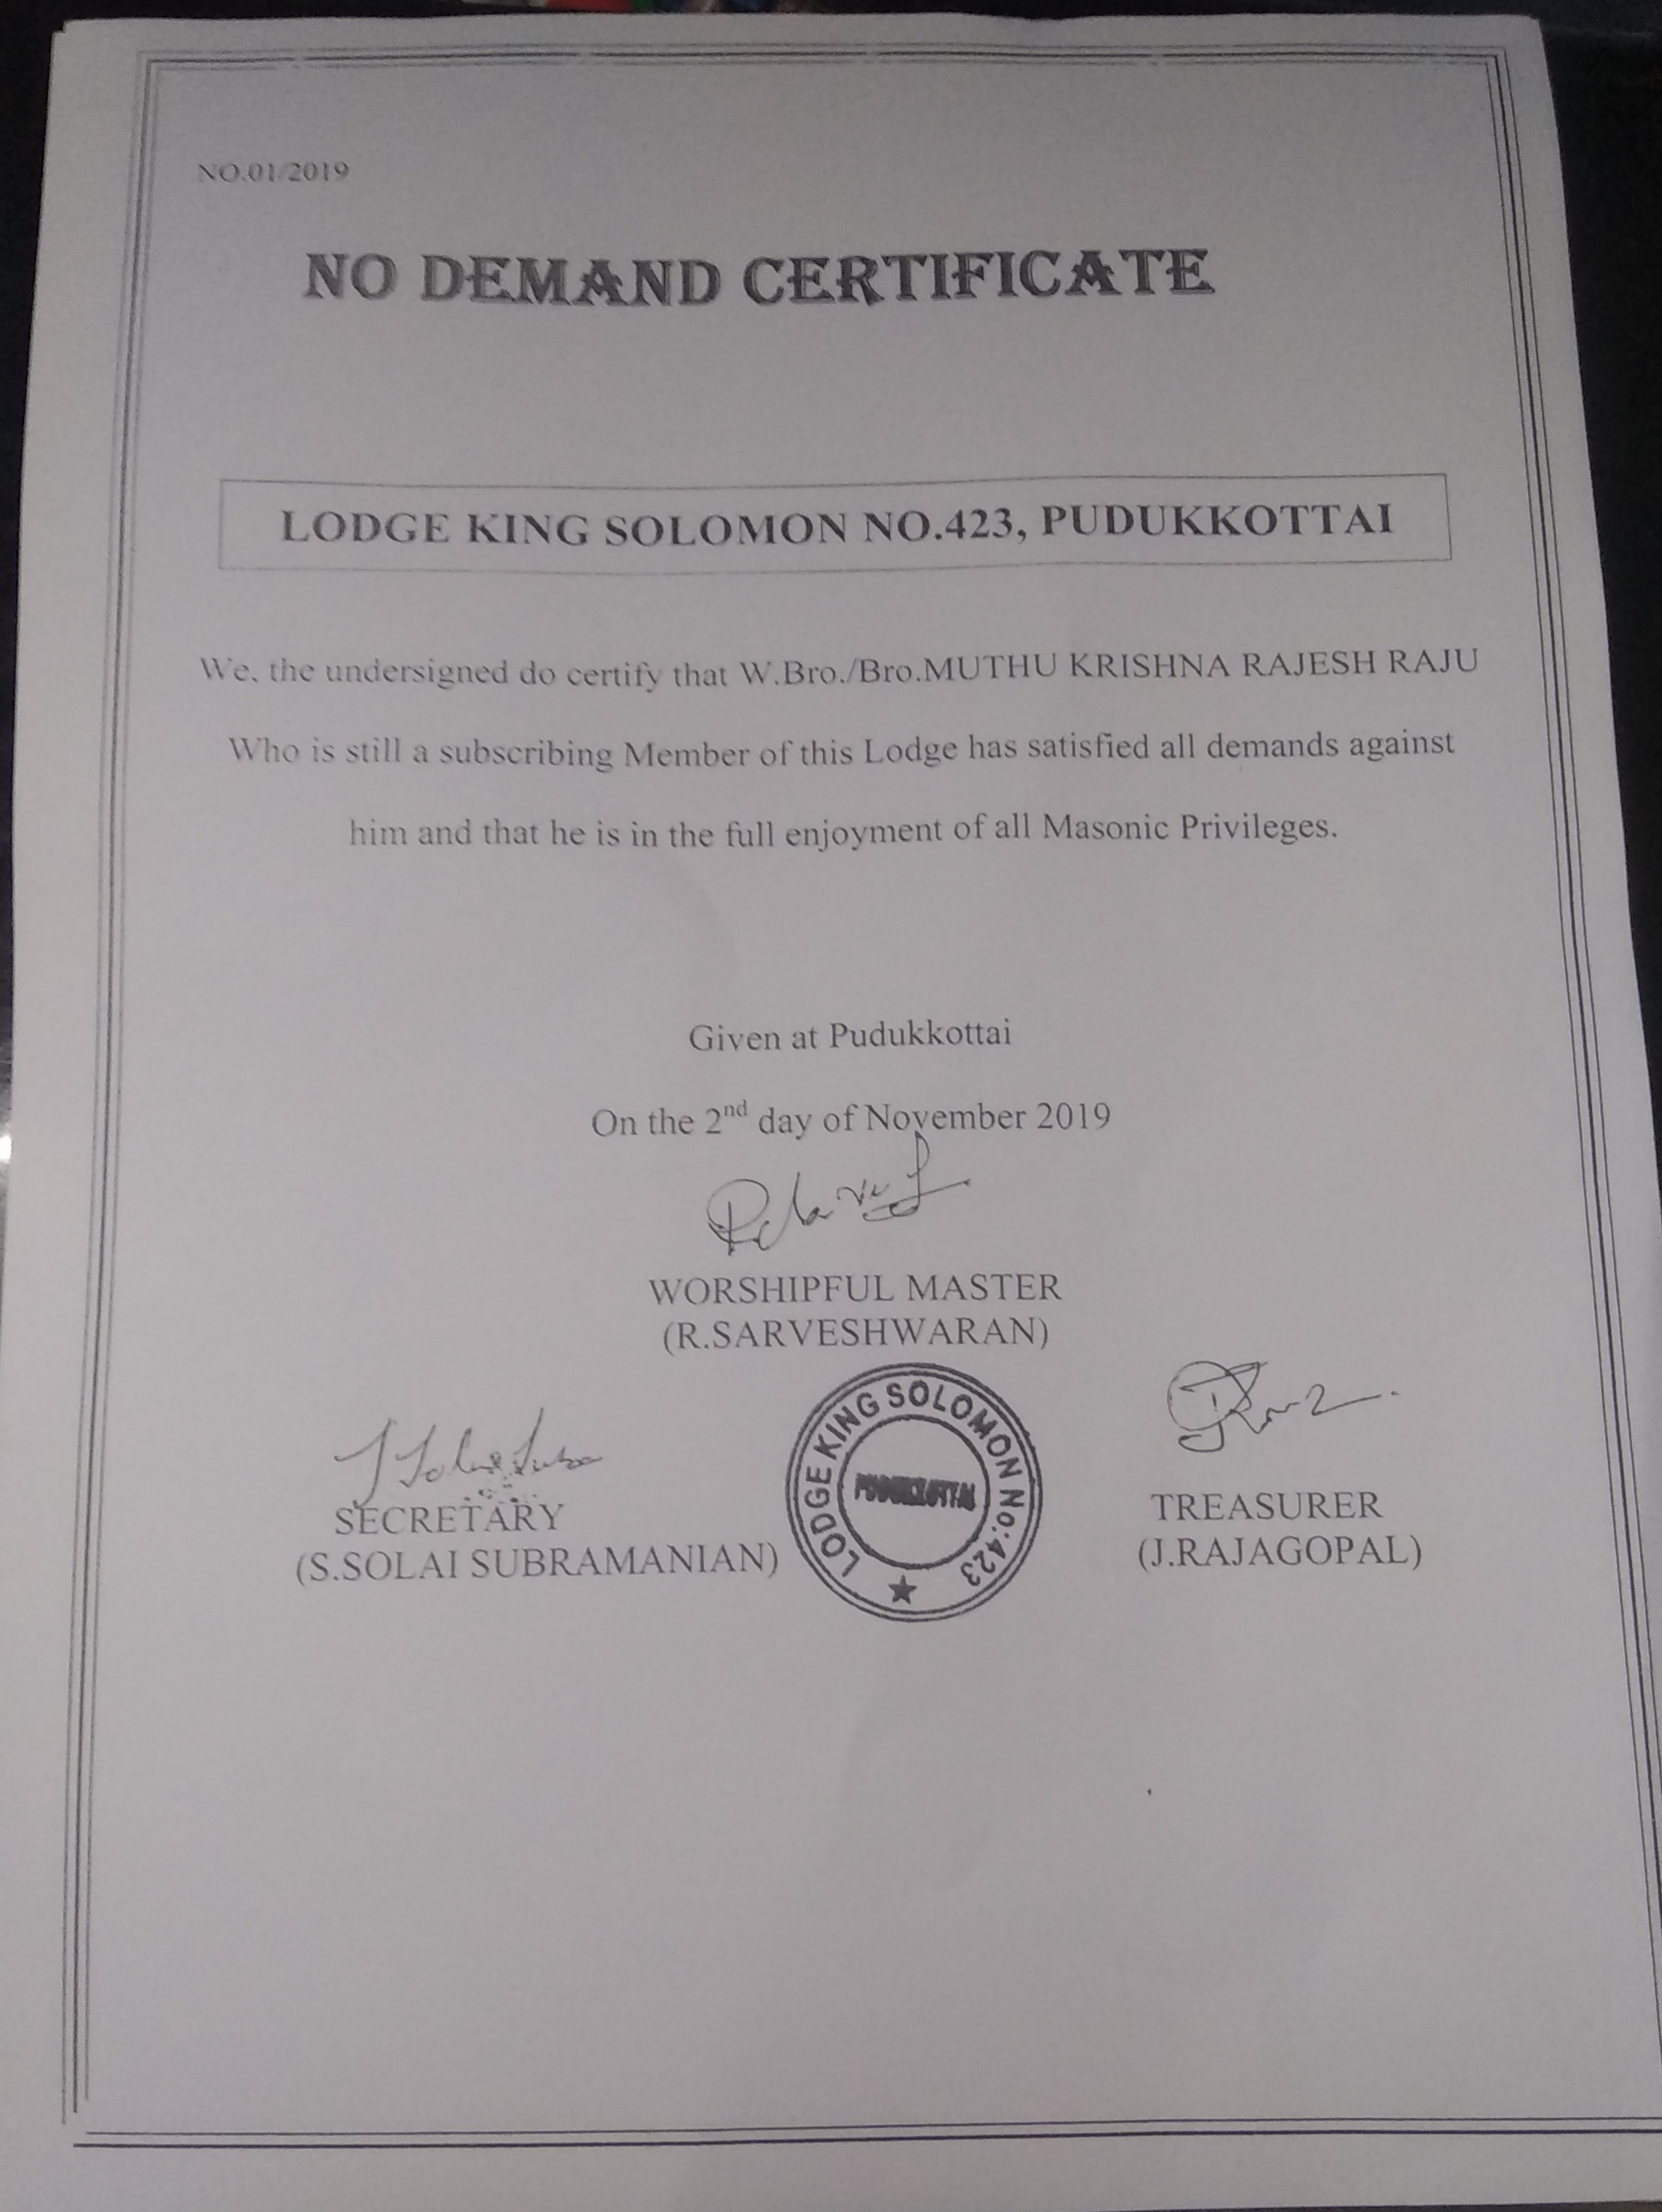 NO.01/2019
NO DEMAND CERTIFICATE
LODGE KING SOLOMON NO.423, PUDUKKOTTAI
We, the undersigned do certify that W.Bro./Bro.MUTHU KRISHNA RAJESH RAJU
Who is still a subscribing Member of this Lodge has satisfied all demands against
him and that he is in the full enjoyment of all Masonic Privileges.
Given at Pudukkottai
On the 2nd day of November 2019
WORSHIPFUL MASTER
(R.SARVESHWARAN)
SECRETARY
(S.SOLAI SUBRAMANIAN)
LODGE KING SOLOMON No:423
PUDUKKOTTAI
TREASURER
(J.RAJAGOPAL)